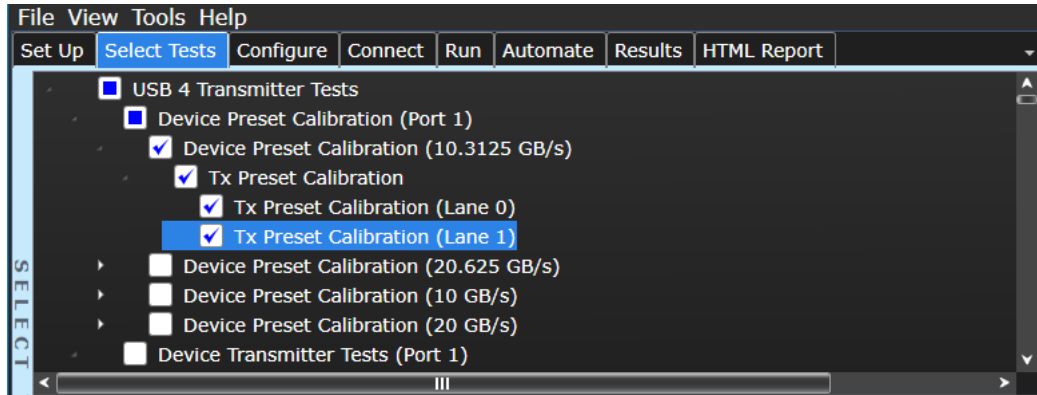 File View Tools Help
Set Up Select Tests Configure Connect Run Automate Results HTML Report
USB 4 Transmitter Tests
Device Preset Calibration (Port 1)
Device Preset Calibration (10.3125 GB/s)
Tx Preset Calibration
Tx Preset Calibration (Lane 0)
Tx Preset Calibration (Lane 1)
Device Preset Calibration (20.625 GB/s)
Device Preset Calibration (10 GB/s)
Device Preset Calibration (20 GB/s)
Device Transmitter Tests (Port 1)
SELECT